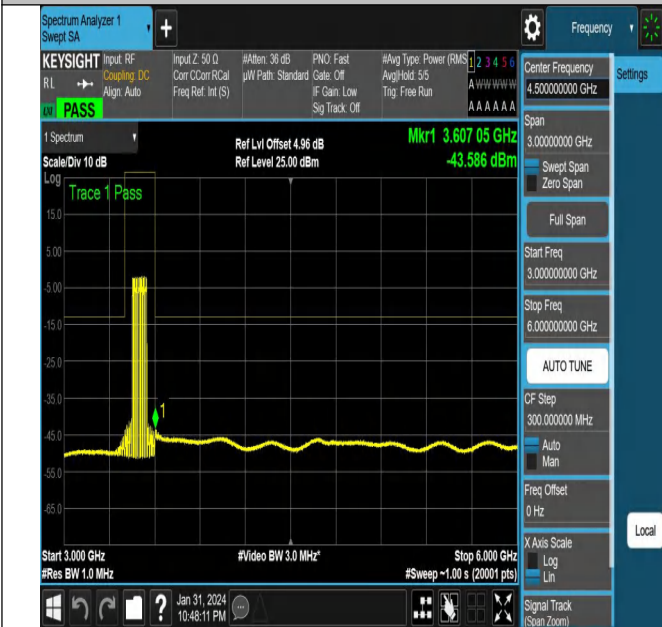 Spectrum Analyzer 1
Swept SA
+
Frequency
KEYSIGHT
RL
PASS
Input: RF
Coupling: DC
Align: Auto
Input Z: 50 Ω
Corr CCorr RCal
Freq Ref: Int (S)
#Atten: 36 dB
µW Path: Standard
PNO: Fast
Gate: Off
IF Gain: Low
Sig Track: Off
#Avg Type: Power (RMS
Avg|Hold: 5/5
Trig: Free Run
1 2 3 4 5 6
A W W W W W
A A A A A A
1 Spectrum
Scale/Div 10 dB
Log
Ref Lvl Offset 4.96 dB
Ref Level 25.00 dBm
Mkr1 3.607 05 GHz
-43.586 dBm
Trace 1 Pass
15.0
5.00
-5.00
-15.0
-25.0
-35.0
-45.0
-55.0
-65.0
1
Start 3.000 GHz
#Res BW 1.0 MHz
#Video BW 3.0 MHz*
Stop 6.000 GHz
#Sweep ~1.00 s (20001 pts)
Center Frequency
4.500000000 GHz
Settings
Span
3.00000000 GHz
Swept Span
Zero Span
Full Span
Start Freq
3.000000000 GHz
Stop Freq
6.000000000 GHz
AUTO TUNE
CF Step
300.000000 MHz
Auto
Man
Freq Offset
0 Hz
Local
X Axis Scale
Log
Lin
Signal Track
(Span Zoom)
?
Jan 31, 2024
10:48:11 PM